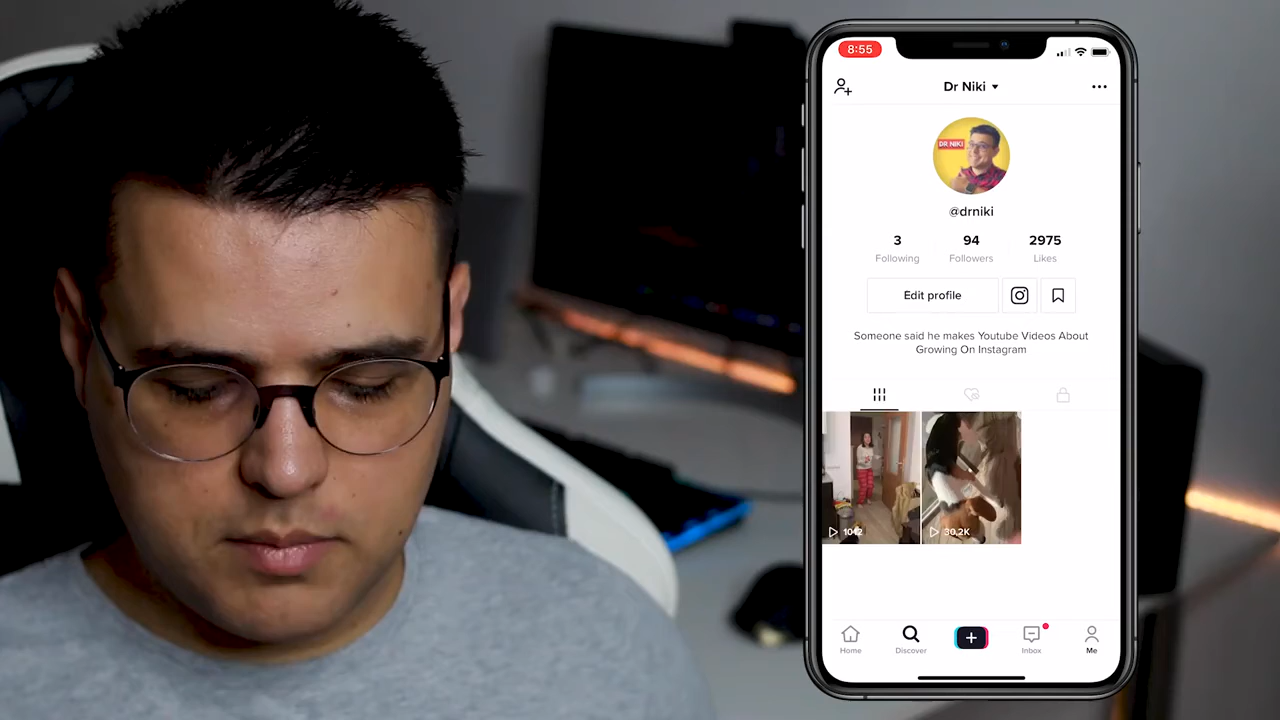 8:55
Dr Niki
DR NIKI
@drniki
3 94 2975
Following Followers Likes
Edit profile
Someone said he makes Youtube Videos About
Growing On Instagram
1012 30,2K
Home Discover Inbox Me